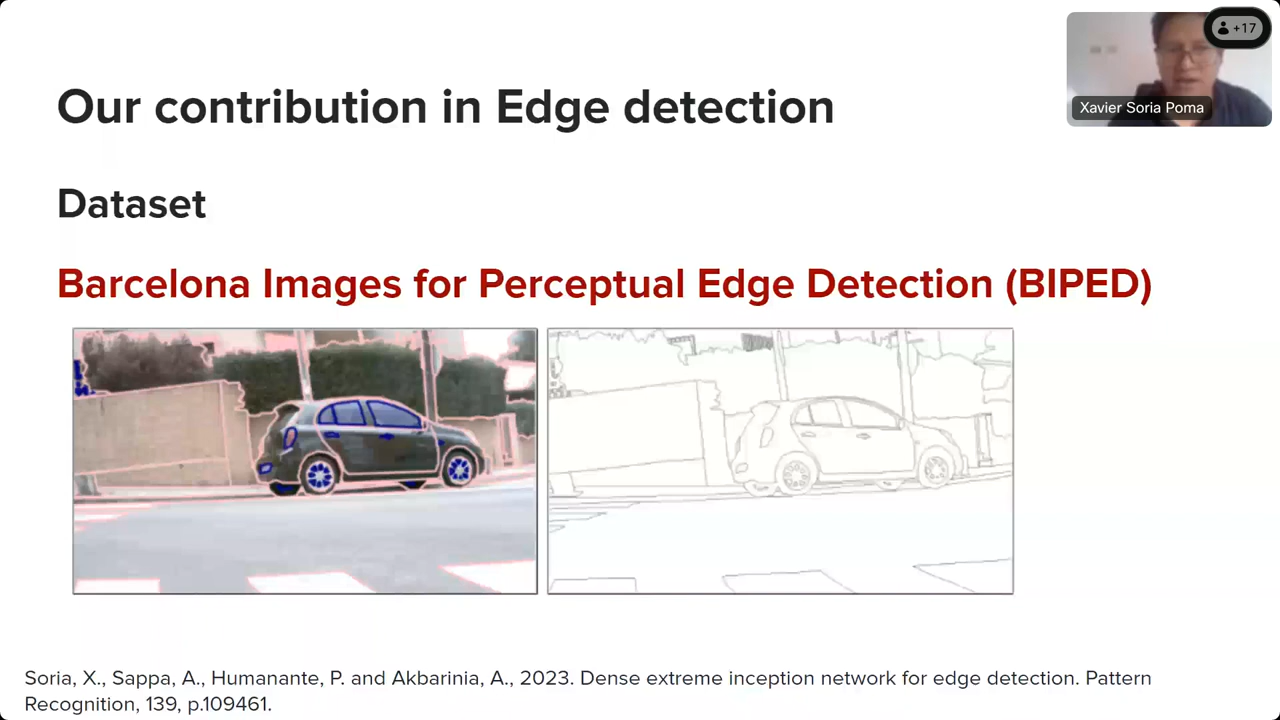 +17
Xavier Soria Poma
Our contribution in Edge detection
Dataset
Barcelona Images for Perceptual Edge Detection (BIPED)
Soria, X., Sappa, A., Humanante, P. and Akbarinia, A., 2023. Dense extreme inception network for edge detection. Pattern
Recognition, 139, p.109461.